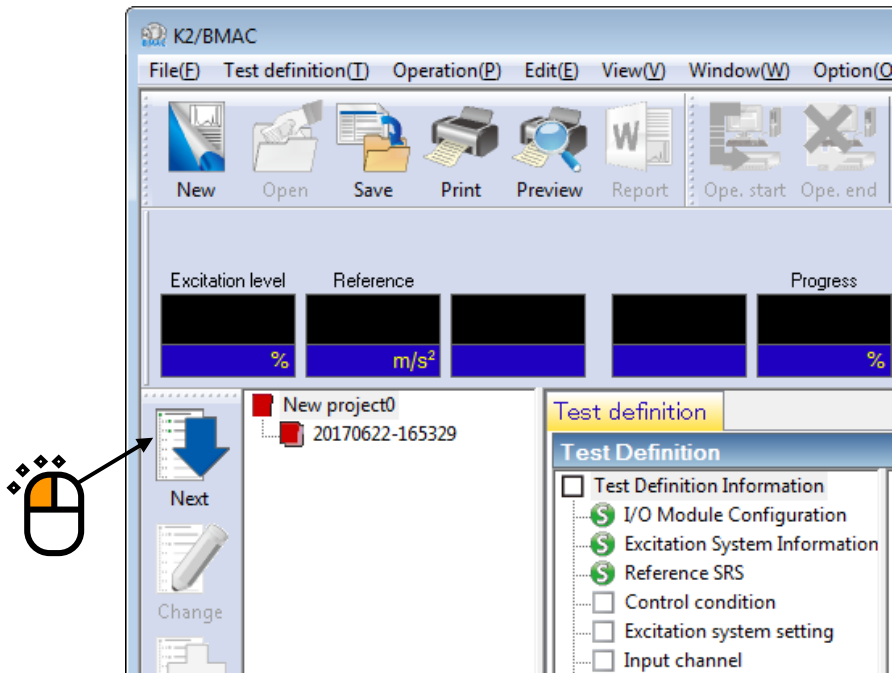 K2/BMAC
File(F) Test definition(T) Operation(P) Edit(E) View(V) Window(W) Option(O
New Open Save Print Preview Report Ope. start Ope. end
Excitation level Reference Progress
% m/s² %
Next
Change
New project0
20170622-165329
Test definition
Test Definition
Test Definition Information
I/O Module Configuration
Excitation System Information
Reference SRS
Control condition
Excitation system setting
Input channel